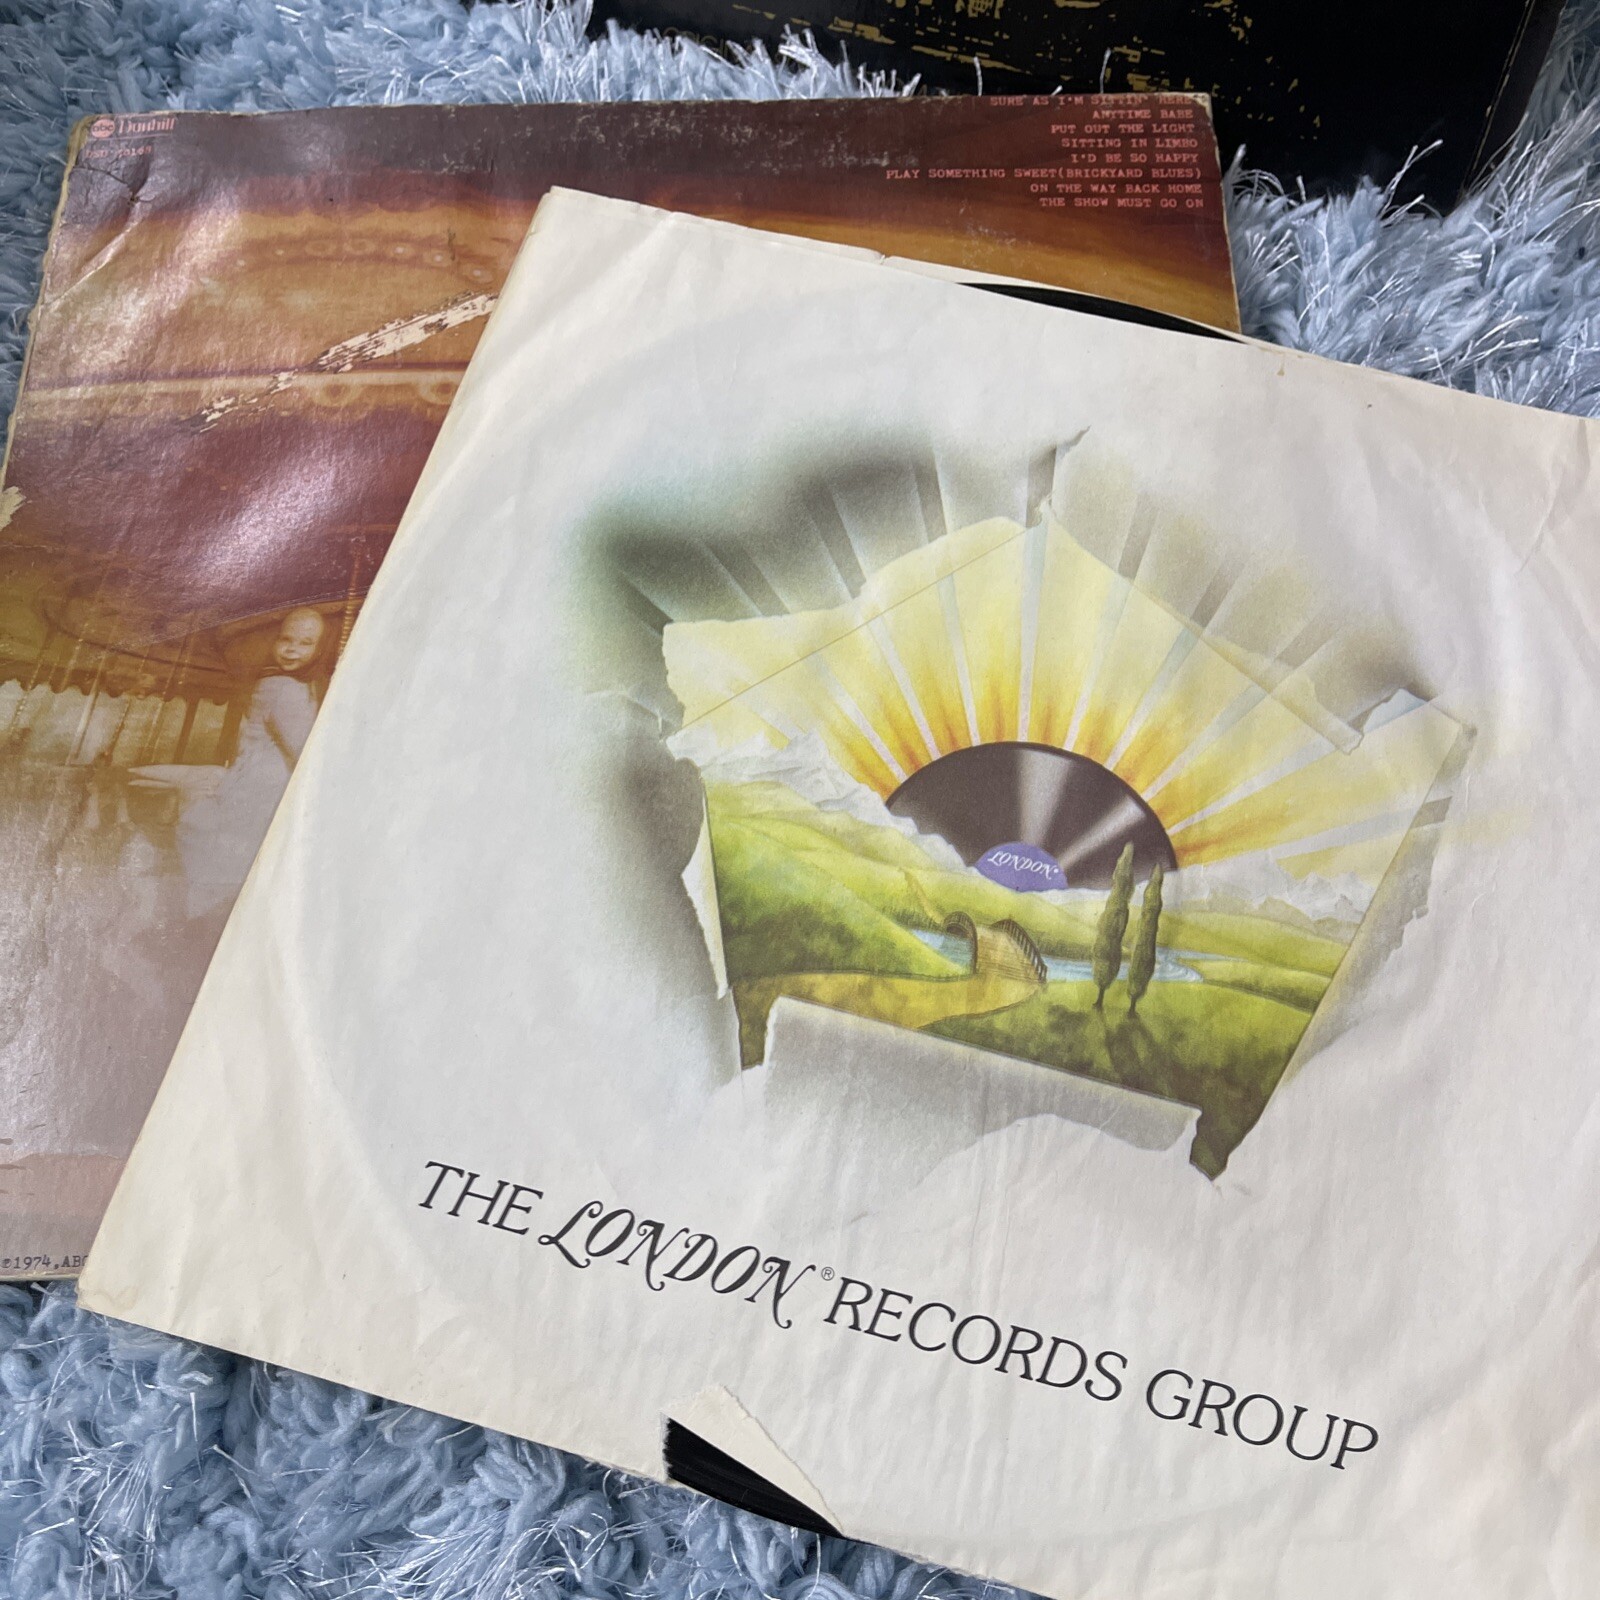 abc Dunhill
SURE AS I'M SITTIN' HERE
ANYTIME BABE
PUT OUT THE LIGHT
SITTING IN LIMBO
I'D BE SO HAPPY
PLAY SOMETHING SWEET(BRICKYARD BLUES)
ON THE WAY BACK HOME
THE SHOW MUST GO ON
LONDON
THE LONDON® RECORDS GROUP
℗1974, ABC